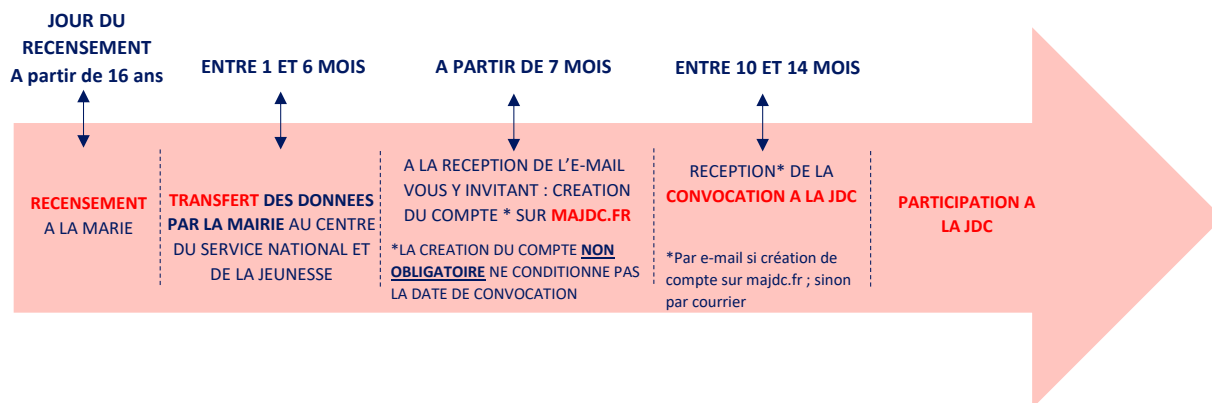 JOUR DU
RECENSEMENT
A partir de 16 ans
ENTRE 1 ET 6 MOIS
A PARTIR DE 7 MOIS
ENTRE 10 ET 14 MOIS
RECENSEMENT
A LA MARIE
TRANSFERT DES DONNEES
PAR LA MAIRIE AU CENTRE
DU SERVICE NATIONAL ET
DE LA JEUNESSE
A LA RECEPTION DE L’E-MAIL
VOUS Y INVITANT : CREATION
DU COMPTE * SUR MAJDC.FR
*LA CREATION DU COMPTE NON
OBLIGATOIRE NE CONDITIONNE PAS
LA DATE DE CONVOCATION
RECEPTION* DE LA
CONVOCATION A LA JDC
*Par e-mail si création de
compte sur majdc.fr ; sinon
par courrier
PARTICIPATION A
LA JDC